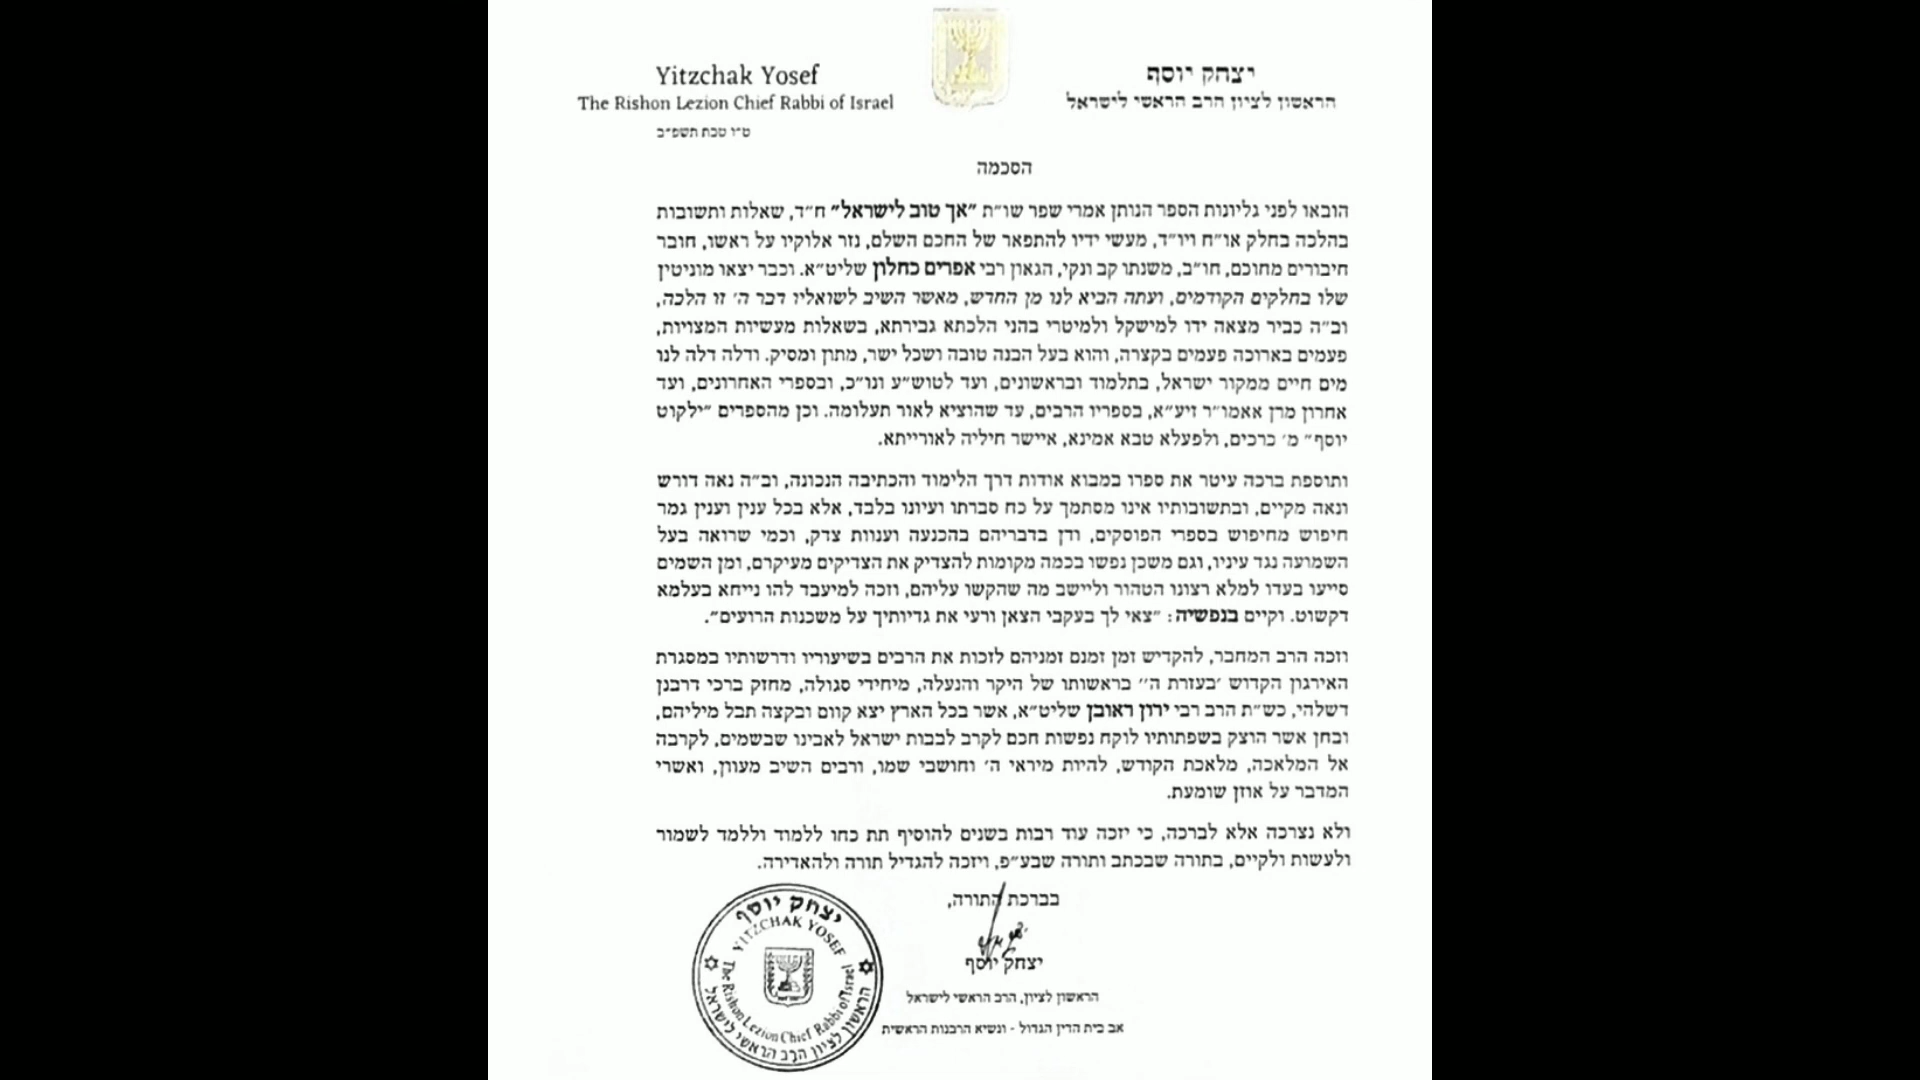 יצחק יוסף
הראשון לציון הרב הראשי לישראל
Yitzchak Yosef
The Rishon Lezion Chief Rabbi of Israel
ט״ו טבת תשפ״ב
הסכמה
הובאו לפני גליונות הספר הנותן אמרי שפר שו״ת ״אך טוב לישראל״ ח״ד, שאלות ותשובות
בהלכה בחלק או״ח ויו״ד, מעשי ידיו להתפאר של החכם השלם, נזר אלוקיו על ראשו, חובר
חיבורים מחוכם, חו״ב, משנתו קב ונקי, הגאון רבי אפרים כחלון שליט״א. וכבר יצאו מוניטין
שלו בחלקים הקודמים, ועתה הביא לנו מן החדש, מאשר השיב לשואליו דבר ה׳ זו הלכה,
וב״ה כביר מצאה ידו למישקל ולמיטרי בהני הלכתא גבירתא, בשאלות מעשיות המצויות,
פעמים בארוכה פעמים בקצרה, והוא בעל הבנה טובה ושכל ישר, מתון ומסיק. ודלה דלה לנו
מים חיים ממקור ישראל, בתלמוד ובראשונים, ועד לטוש״ע ונו״כ, ובספרי האחרונים, ועד
אחרון מרן אאמו״ר זיע״א, בספריו הרבים, עד שהוציא לאור תעלומה. וכן מהספרים ״ילקוט
יוסף״ מ׳ כרכים, ולפעלא טבא אמינא, איישר חיליה לאורייתא.
ותוספת ברכה עיטר את ספרו במבוא אודות דרך הלימוד והכתיבה הנכונה, וב״ה נאה דורש
ונאה מקיים, ובתשובותיו אינו מסתמך על כח סברתו ועיונו בלבד, אלא בכל ענין וענין גמר
חיפוש מחיפוש בספרי הפוסקים, ודן בדבריהם בהכנעה וענוות צדק, וכמי שרואה בעל
השמועה נגד עיניו, וגם משכן נפשו בכמה מקומות להצדיק את הצדיקים מעיקרם, ומן השמים
סייעו בעדו למלא רצונו הטהור וליישב מה שהקשו עליהם, וזכה למיעבד להו נייחא בעלמא
דקשוט. וקיים בנפשיה: ״צאי לך בעקבי הצאן ורעי את גדיותיך על משכנות הרועים״.
וזכה הרב המחבר, להקדיש זמן זמנם זמניהם לזכות את הרבים בשיעוריו ודרשותיו במסגרת
האירגון הקדוש ׳בעזרת ה׳׳ בראשותו של היקר והנעלה, מיחידי סגולה, מחזק ברכי דרבנן
דשלהי, כש״ת הרב רבי ירון ראובן שליט״א, אשר בכל הארץ יצא קוום ובקצה תבל מיליהם,
ובחן אשר הוצק בשפתותיו לוקח נפשות חכם לקרב לבבות ישראל לאבינו שבשמים, לקרבה
אל המלאכה, מלאכת הקודש, להיות מיראי ה׳ וחושבי שמו, ורבים השיב מעוון, ואשרי
המדבר על אוזן שומעת.
ולא נצרכה אלא לברכה, כי יזכה עוד רבות בשנים להוסיף תת כחו ללמוד וללמד לשמור
ולעשות ולקיים, בתורה שבכתב ותורה שבע״פ, ויזכה להגדיל תורה ולהאדירה.
בברכת התורה,
יצחק יוסף
הראשון לציון, הרב הראשי לישראל
אב בית הדין הגדול - ונשיא הרבנות הראשית
יצחק יוסף
YITZCHAK YOSEF
The Rishon Lezion Chief Rabbi of Israel
הראשון לציון הרב הראשי לישראל